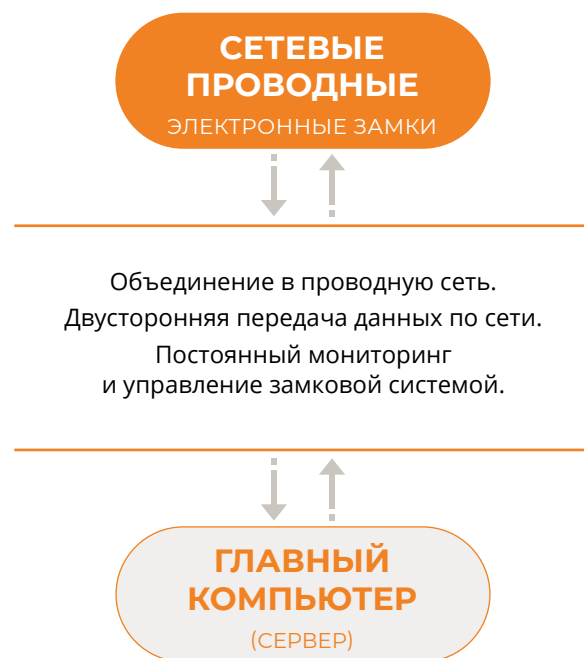 СЕТЕВЫЕ
ПРОВОДНЫЕ
ЭЛЕКТРОННЫЕ ЗАМКИ
Объединение в проводную сеть.
Двусторонняя передача данных по сети.
Постоянный мониторинг
и управление замковой системой.
ГЛАВНЫЙ
КОМПЬЮТЕР
(СЕРВЕР)